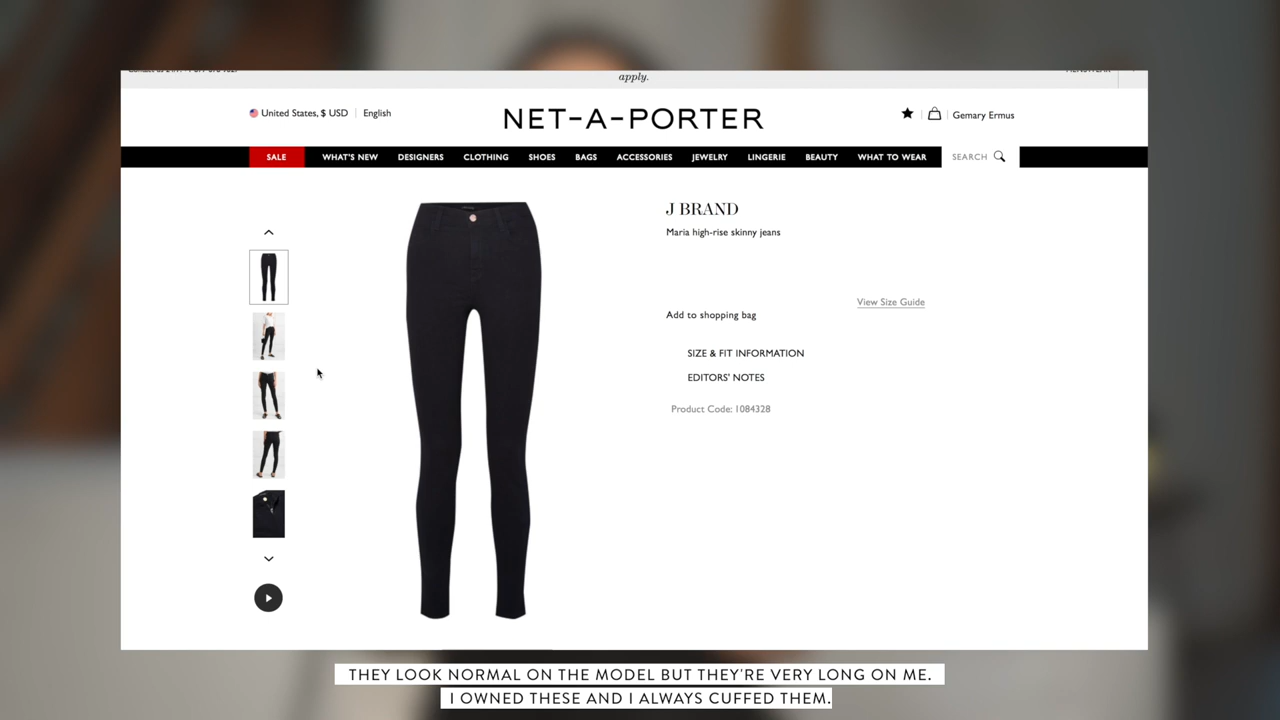 apply.
United States, $ USD
English
NET-A-PORTER
Gemary Ermus
SALE
WHAT'S NEW
DESIGNERS
CLOTHING
SHOES
BAGS
ACCESSORIES
JEWELRY
LINGERIE
BEAUTY
WHAT TO WEAR
SEARCH
J BRAND
Maria high-rise skinny jeans
View Size Guide
Add to shopping bag
SIZE & FIT INFORMATION
EDITORS' NOTES
Product Code: 1084328
THEY LOOK NORMAL ON THE MODEL BUT THEY'RE VERY LONG ON ME.
I OWNED THESE AND I ALWAYS CUFFED THEM.